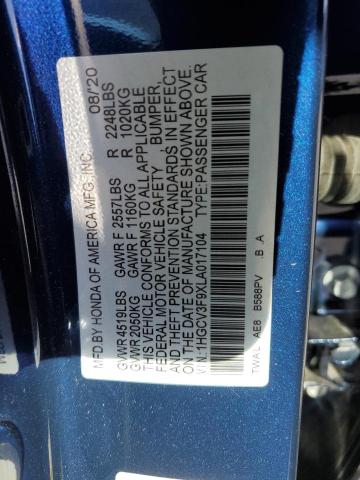 MFD.BY HONDA OF AMERICA MFG.,INC. 08/20
GVWR 4519LBS GAWR F 2557LBS R 2248LBS
GVWR 2050KG GAWR F 1160KG R 1020KG
THIS VEHICLE CONFORMS TO ALL APPLICABLE
FEDERAL MOTOR VEHICLE SAFETY , BUMPER,
AND THEFT PREVENTION STANDARDS IN EFFECT
ON THE DATE OF MANUFACTURE SHOWN ABOVE.
VIN:1HGCV3F9XLA017104 TYPE:PASSENGER CAR
TWAL AE8 B588PV .B .A